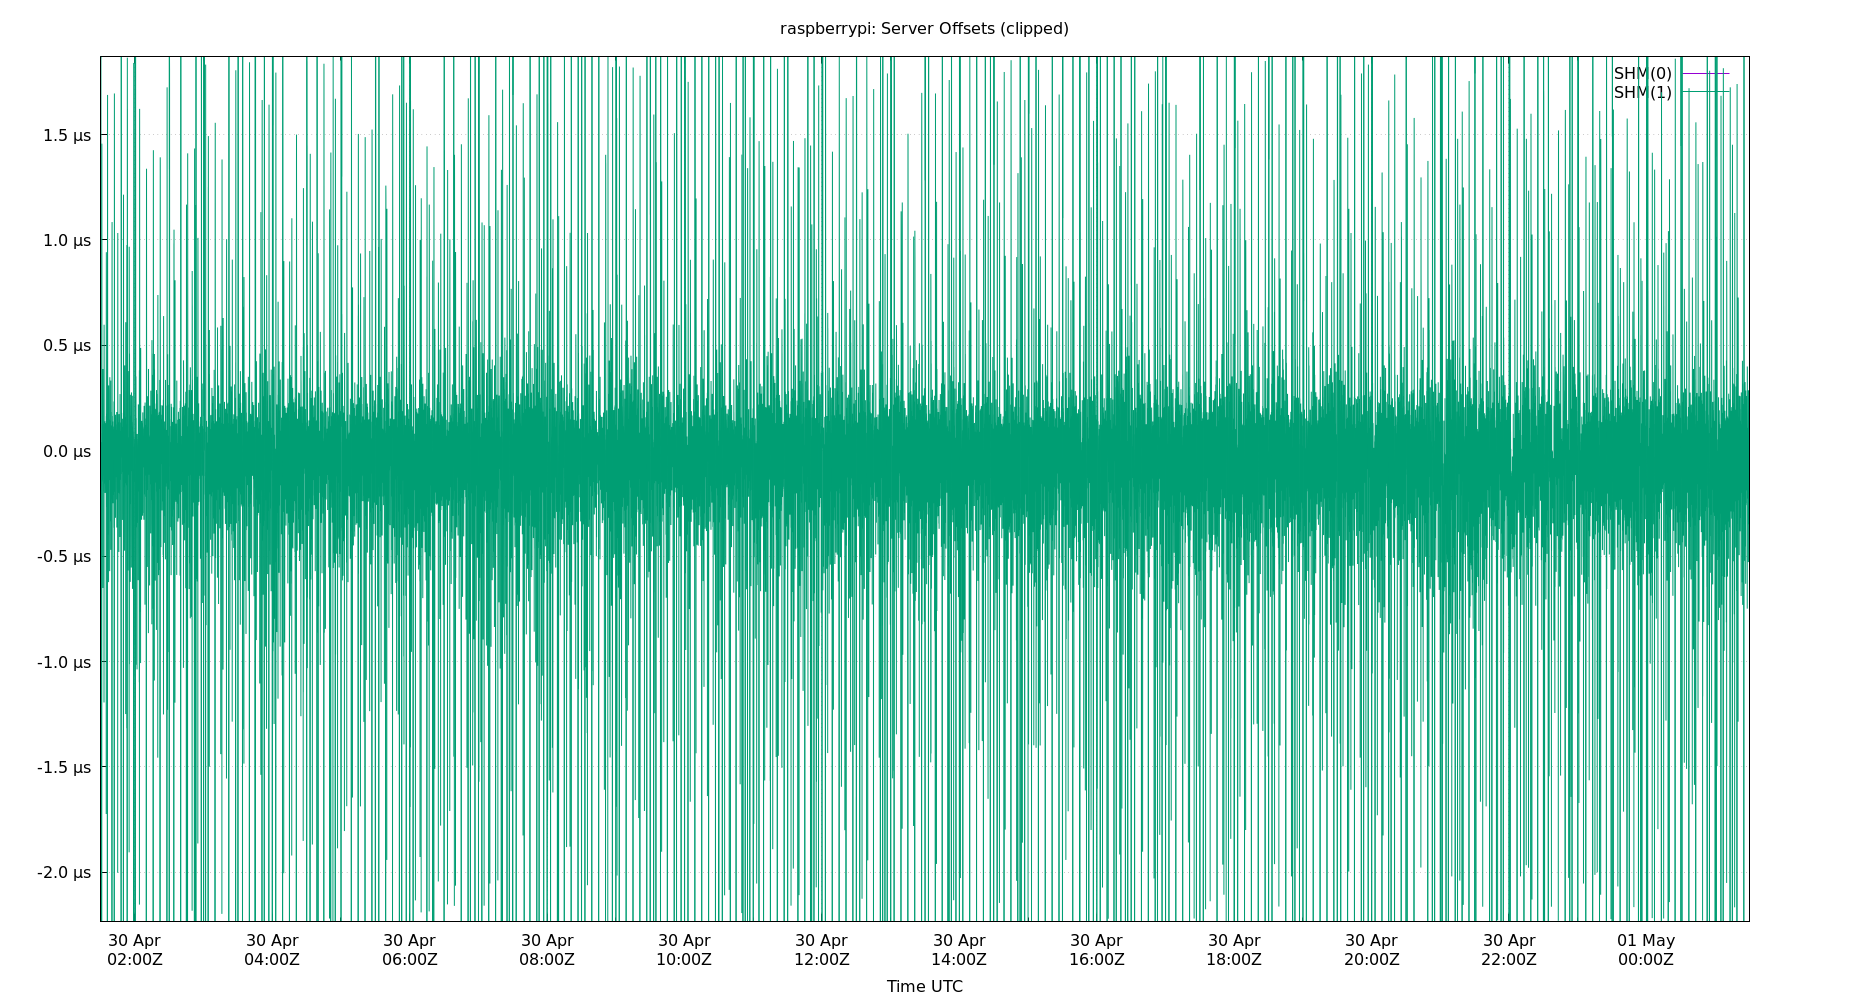 raspberrypi: Server Offsets (clipped)
SHM(0)
SHM(1)
1.5 µs
1.0 µs
0.5 µs
0.0 µs
-0.5 µs
-1.0 µs
-1.5 µs
-2.0 µs
30 Apr 30 Apr 30 Apr 30 Apr 30 Apr 30 Apr 30 Apr 30 Apr 30 Apr 30 Apr 30 Apr 01 May
02:00Z 04:00Z 06:00Z 08:00Z 10:00Z 12:00Z 14:00Z 16:00Z 18:00Z 20:00Z 22:00Z 00:00Z
Time UTC